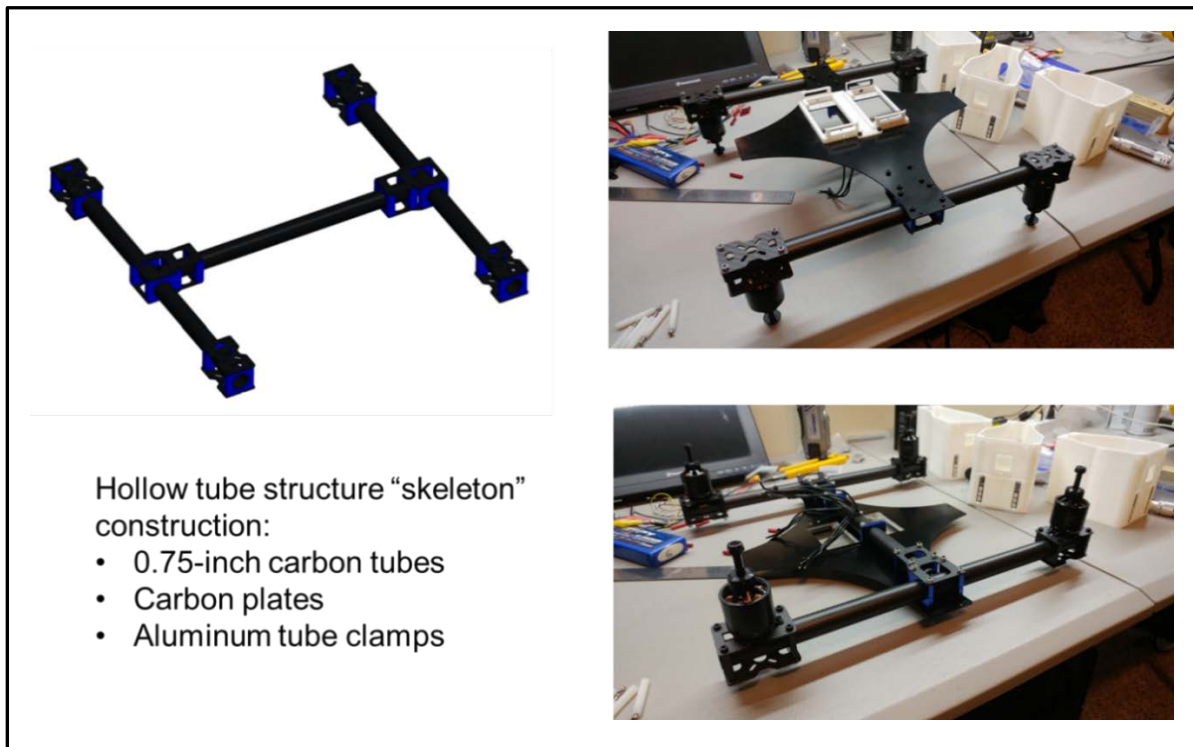 Hollow tube structure “skeleton”
construction:
• 0.75-inch carbon tubes
• Carbon plates
• Aluminum tube clamps